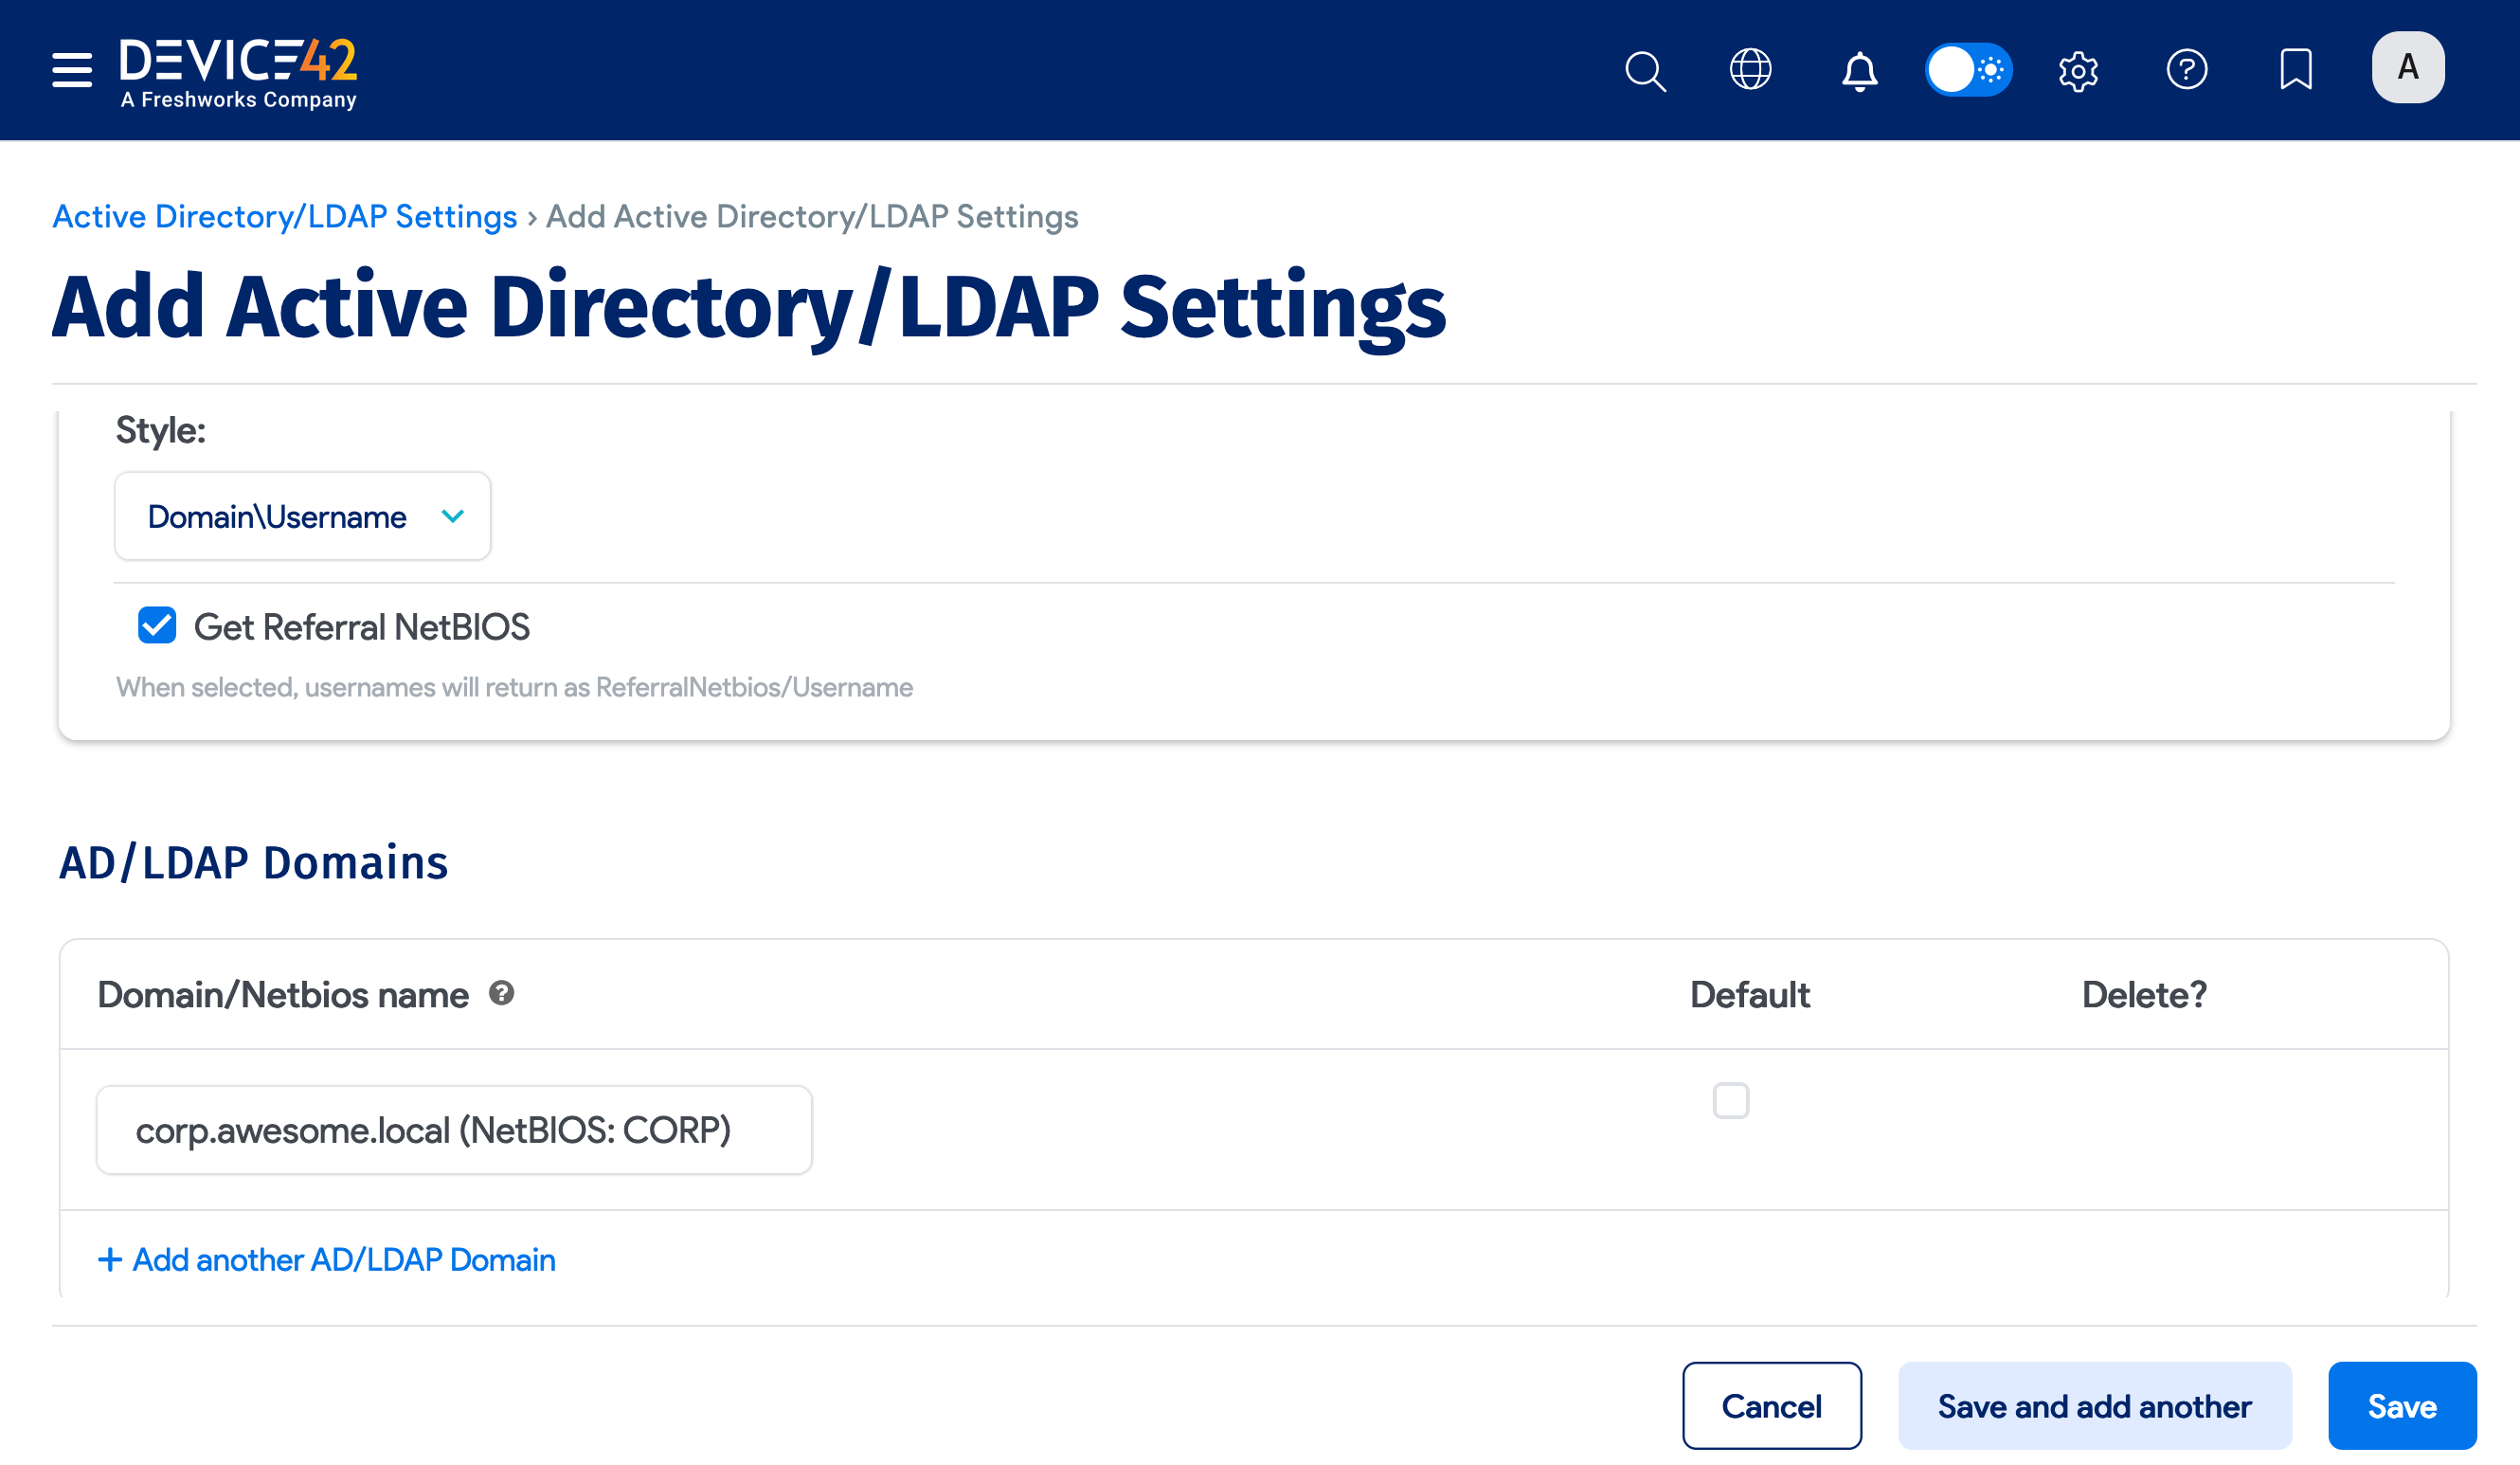 DEVICE42
A Freshworks Company
A
Active Directory/LDAP Settings › Add Active Directory/LDAP Settings
Add Active Directory/LDAP Settings
Style:
Domain\Username
Get Referral NetBIOS
When selected, usernames will return as ReferralNetbios/Username
AD/LDAP Domains
Domain/Netbios name ? Default Delete?
corp.awesome.local (NetBIOS: CORP)
+ Add another AD/LDAP Domain
Cancel Save and add another Save